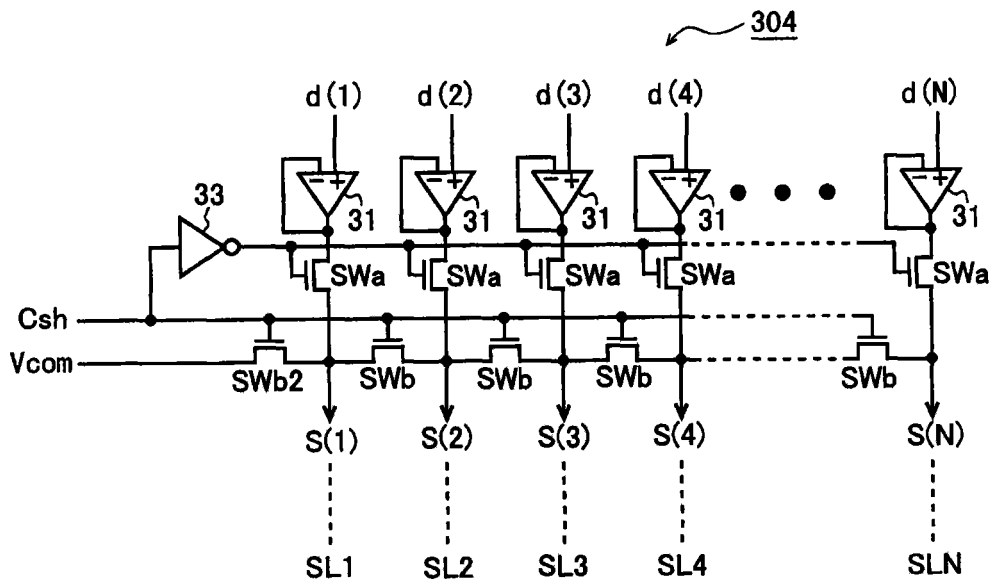 304
d(1) d(2) d(3) d(4) d(N)
33 31 31 31 31 31
SWa SWa SWa SWa SWa
Csh
Vcom
SWb2 SWb SWb SWb SWb
S(1) S(2) S(3) S(4) S(N)
SL1 SL2 SL3 SL4 SLN